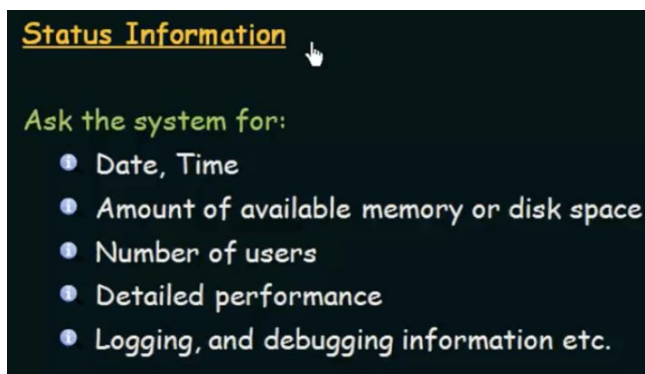 Status Information
Ask the system for:
Date, Time
Amount of available memory or disk space
Number of users
Detailed performance
Logging, and debugging information etc.